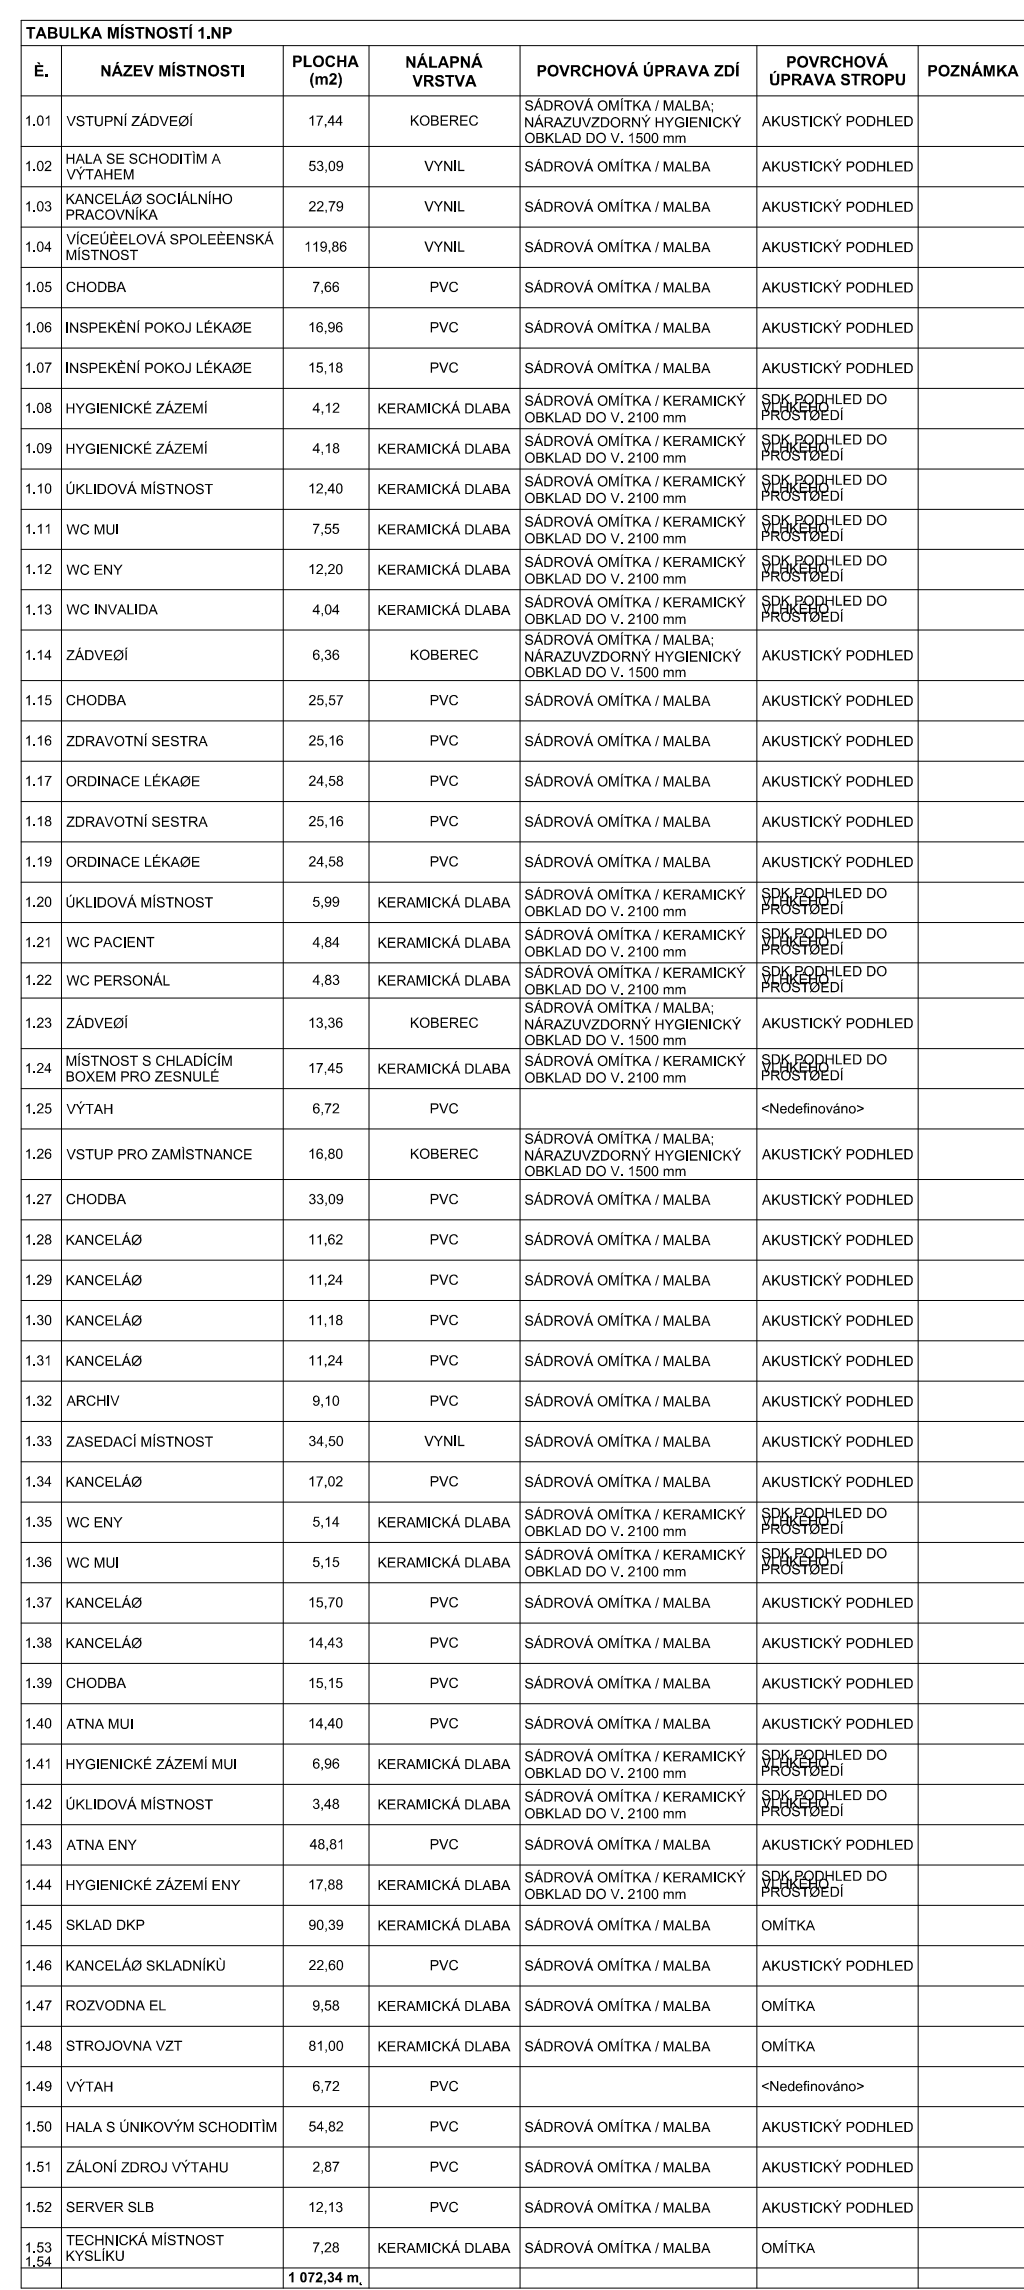 TABULKA MÍSTNOSTÍ 1.NP
È. NÁZEV MÍSTNOSTI PLOCHA (m2) NÁLAPNÁ VRSTVA POVRCHOVÁ ÚPRAVA ZDÍ POVRCHOVÁ ÚPRAVA STROPU POZNÁMKA
1.01 VSTUPNÍ ZÁDVEØÍ 17,44 KOBEREC SÁDROVÁ OMÍTKA / MALBA; NÁRAZUVZDORNÝ HYGIENICKÝ OBKLAD DO V. 1500 mm AKUSTICKÝ PODHLED
1.02 HALA SE SCHODITÌM A VÝTAHEM 53,09 VYNIL SÁDROVÁ OMÍTKA / MALBA AKUSTICKÝ PODHLED
1.03 KANCELÁØ SOCIÁLNÍHO PRACOVNÍKA 22,79 VYNIL SÁDROVÁ OMÍTKA / MALBA AKUSTICKÝ PODHLED
1.04 VÍCEÚÈELOVÁ SPOLEÈENSKÁ MÍSTNOST 119,86 VYNIL SÁDROVÁ OMÍTKA / MALBA AKUSTICKÝ PODHLED
1.05 CHODBA 7,66 PVC SÁDROVÁ OMÍTKA / MALBA AKUSTICKÝ PODHLED
1.06 INSPEKÈNÍ POKOJ LÉKAØE 16,96 PVC SÁDROVÁ OMÍTKA / MALBA AKUSTICKÝ PODHLED
1.07 INSPEKÈNÍ POKOJ LÉKAØE 15,18 PVC SÁDROVÁ OMÍTKA / MALBA AKUSTICKÝ PODHLED
1.08 HYGIENICKÉ ZÁZEMÍ 4,12 KERAMICKÁ DLABA SÁDROVÁ OMÍTKA / KERAMICKÝ OBKLAD DO V. 2100 mm SDK PODHLED DO VLHKÉHO PROSTØEDÍ
1.09 HYGIENICKÉ ZÁZEMÍ 4,18 KERAMICKÁ DLABA SÁDROVÁ OMÍTKA / KERAMICKÝ OBKLAD DO V. 2100 mm SDK PODHLED DO VLHKÉHO PROSTØEDÍ
1.10 ÚKLIDOVÁ MÍSTNOST 12,40 KERAMICKÁ DLABA SÁDROVÁ OMÍTKA / KERAMICKÝ OBKLAD DO V. 2100 mm SDK PODHLED DO VLHKÉHO PROSTØEDÍ
1.11 WC MUI 7,55 KERAMICKÁ DLABA SÁDROVÁ OMÍTKA / KERAMICKÝ OBKLAD DO V. 2100 mm SDK PODHLED DO VLHKÉHO PROSTØEDÍ
1.12 WC ENY 12,20 KERAMICKÁ DLABA SÁDROVÁ OMÍTKA / KERAMICKÝ OBKLAD DO V. 2100 mm SDK PODHLED DO VLHKÉHO PROSTØEDÍ
1.13 WC INVALIDA 4,04 KERAMICKÁ DLABA SÁDROVÁ OMÍTKA / KERAMICKÝ OBKLAD DO V. 2100 mm SDK PODHLED DO VLHKÉHO PROSTØEDÍ
1.14 ZÁDVEØÍ 6,36 KOBEREC SÁDROVÁ OMÍTKA / MALBA; NÁRAZUVZDORNÝ HYGIENICKÝ OBKLAD DO V. 1500 mm AKUSTICKÝ PODHLED
1.15 CHODBA 25,57 PVC SÁDROVÁ OMÍTKA / MALBA AKUSTICKÝ PODHLED
1.16 ZDRAVOTNÍ SESTRA 25,16 PVC SÁDROVÁ OMÍTKA / MALBA AKUSTICKÝ PODHLED
1.17 ORDINACE LÉKAØE 24,58 PVC SÁDROVÁ OMÍTKA / MALBA AKUSTICKÝ PODHLED
1.18 ZDRAVOTNÍ SESTRA 25,16 PVC SÁDROVÁ OMÍTKA / MALBA AKUSTICKÝ PODHLED
1.19 ORDINACE LÉKAØE 24,58 PVC SÁDROVÁ OMÍTKA / MALBA AKUSTICKÝ PODHLED
1.20 ÚKLIDOVÁ MÍSTNOST 5,99 KERAMICKÁ DLABA SÁDROVÁ OMÍTKA / KERAMICKÝ OBKLAD DO V. 2100 mm SDK PODHLED DO VLHKÉHO PROSTØEDÍ
1.21 WC PACIENT 4,84 KERAMICKÁ DLABA SÁDROVÁ OMÍTKA / KERAMICKÝ OBKLAD DO V. 2100 mm SDK PODHLED DO VLHKÉHO PROSTØEDÍ
1.22 WC PERSONÁL 4,83 KERAMICKÁ DLABA SÁDROVÁ OMÍTKA / KERAMICKÝ OBKLAD DO V. 2100 mm SDK PODHLED DO VLHKÉHO PROSTØEDÍ
1.23 ZÁDVEØÍ 13,36 KOBEREC SÁDROVÁ OMÍTKA / MALBA; NÁRAZUVZDORNÝ HYGIENICKÝ OBKLAD DO V. 1500 mm AKUSTICKÝ PODHLED
1.24 MÍSTNOST S CHLADÍCÍM BOXEM PRO ZESNULÉ 17,45 KERAMICKÁ DLABA SÁDROVÁ OMÍTKA / KERAMICKÝ OBKLAD DO V. 2100 mm SDK PODHLED DO VLHKÉHO PROSTØEDÍ
1.25 VÝTAH 6,72 PVC <Nedefinováno>
1.26 VSTUP PRO ZAMÌSTNANCE 16,80 KOBEREC SÁDROVÁ OMÍTKA / MALBA; NÁRAZUVZDORNÝ HYGIENICKÝ OBKLAD DO V. 1500 mm AKUSTICKÝ PODHLED
1.27 CHODBA 33,09 PVC SÁDROVÁ OMÍTKA / MALBA AKUSTICKÝ PODHLED
1.28 KANCELÁØ 11,62 PVC SÁDROVÁ OMÍTKA / MALBA AKUSTICKÝ PODHLED
1.29 KANCELÁØ 11,24 PVC SÁDROVÁ OMÍTKA / MALBA AKUSTICKÝ PODHLED
1.30 KANCELÁØ 11,18 PVC SÁDROVÁ OMÍTKA / MALBA AKUSTICKÝ PODHLED
1.31 KANCELÁØ 11,24 PVC SÁDROVÁ OMÍTKA / MALBA AKUSTICKÝ PODHLED
1.32 ARCHIV 9,10 PVC SÁDROVÁ OMÍTKA / MALBA AKUSTICKÝ PODHLED
1.33 ZASEDACÍ MÍSTNOST 34,50 VYNIL SÁDROVÁ OMÍTKA / MALBA AKUSTICKÝ PODHLED
1.34 KANCELÁØ 17,02 PVC SÁDROVÁ OMÍTKA / MALBA AKUSTICKÝ PODHLED
1.35 WC ENY 5,14 KERAMICKÁ DLABA SÁDROVÁ OMÍTKA / KERAMICKÝ OBKLAD DO V. 2100 mm SDK PODHLED DO VLHKÉHO PROSTØEDÍ
1.36 WC MUI 5,15 KERAMICKÁ DLABA SÁDROVÁ OMÍTKA / KERAMICKÝ OBKLAD DO V. 2100 mm SDK PODHLED DO VLHKÉHO PROSTØEDÍ
1.37 KANCELÁØ 15,70 PVC SÁDROVÁ OMÍTKA / MALBA AKUSTICKÝ PODHLED
1.38 KANCELÁØ 14,43 PVC SÁDROVÁ OMÍTKA / MALBA AKUSTICKÝ PODHLED
1.39 CHODBA 15,15 PVC SÁDROVÁ OMÍTKA / MALBA AKUSTICKÝ PODHLED
1.40 ATNA MUI 14,40 PVC SÁDROVÁ OMÍTKA / MALBA AKUSTICKÝ PODHLED
1.41 HYGIENICKÉ ZÁZEMÍ MUI 6,96 KERAMICKÁ DLABA SÁDROVÁ OMÍTKA / KERAMICKÝ OBKLAD DO V. 2100 mm SDK PODHLED DO VLHKÉHO PROSTØEDÍ
1.42 ÚKLIDOVÁ MÍSTNOST 3,48 KERAMICKÁ DLABA SÁDROVÁ OMÍTKA / KERAMICKÝ OBKLAD DO V. 2100 mm SDK PODHLED DO VLHKÉHO PROSTØEDÍ
1.43 ATNA ENY 48,81 PVC SÁDROVÁ OMÍTKA / MALBA AKUSTICKÝ PODHLED
1.44 HYGIENICKÉ ZÁZEMÍ ENY 17,88 KERAMICKÁ DLABA SÁDROVÁ OMÍTKA / KERAMICKÝ OBKLAD DO V. 2100 mm SDK PODHLED DO VLHKÉHO PROSTØEDÍ
1.45 SKLAD DKP 90,39 KERAMICKÁ DLABA SÁDROVÁ OMÍTKA / MALBA OMÍTKA
1.46 KANCELÁØ SKLADNÍKÙ 22,60 PVC SÁDROVÁ OMÍTKA / MALBA AKUSTICKÝ PODHLED
1.47 ROZVODNA EL 9,58 KERAMICKÁ DLABA SÁDROVÁ OMÍTKA / MALBA OMÍTKA
1.48 STROJOVNA VZT 81,00 KERAMICKÁ DLABA SÁDROVÁ OMÍTKA / MALBA OMÍTKA
1.49 VÝTAH 6,72 PVC <Nedefinováno>
1.50 HALA S ÚNIKOVÝM SCHODITÌM 54,82 PVC SÁDROVÁ OMÍTKA / MALBA AKUSTICKÝ PODHLED
1.51 ZÁLONÍ ZDROJ VÝTAHU 2,87 PVC SÁDROVÁ OMÍTKA / MALBA AKUSTICKÝ PODHLED
1.52 SERVER SLB 12,13 PVC SÁDROVÁ OMÍTKA / MALBA AKUSTICKÝ PODHLED
1.53 1.54 TECHNICKÁ MÍSTNOST KYSLÍKU 7,28 KERAMICKÁ DLABA SÁDROVÁ OMÍTKA / MALBA OMÍTKA
1 072,34 m˛